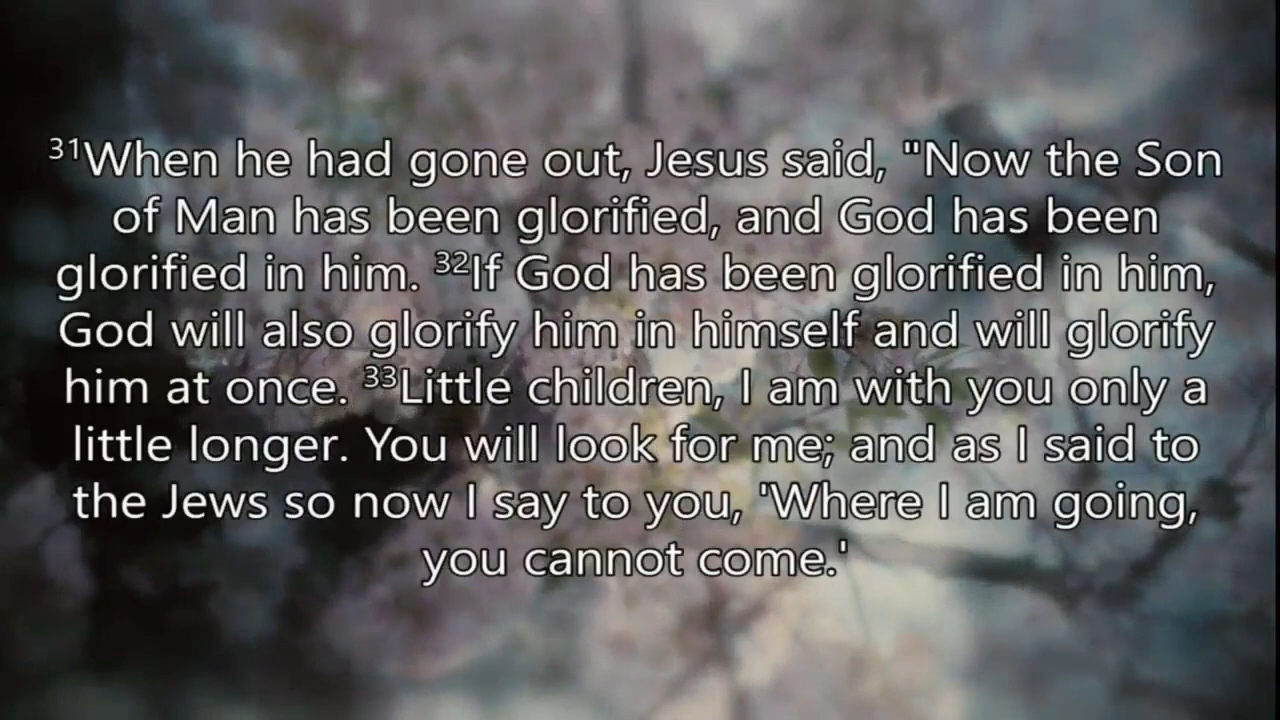 ³¹When he had gone out, Jesus said, "Now the Son
of Man has been glorified, and God has been
glorified in him. ³²If God has been glorified in him,
God will also glorify him in himself and will glorify
him at once. ³³Little children, I am with you only a
little longer. You will look for me; and as I said to
the Jews so now I say to you, 'Where I am going,
you cannot come.'